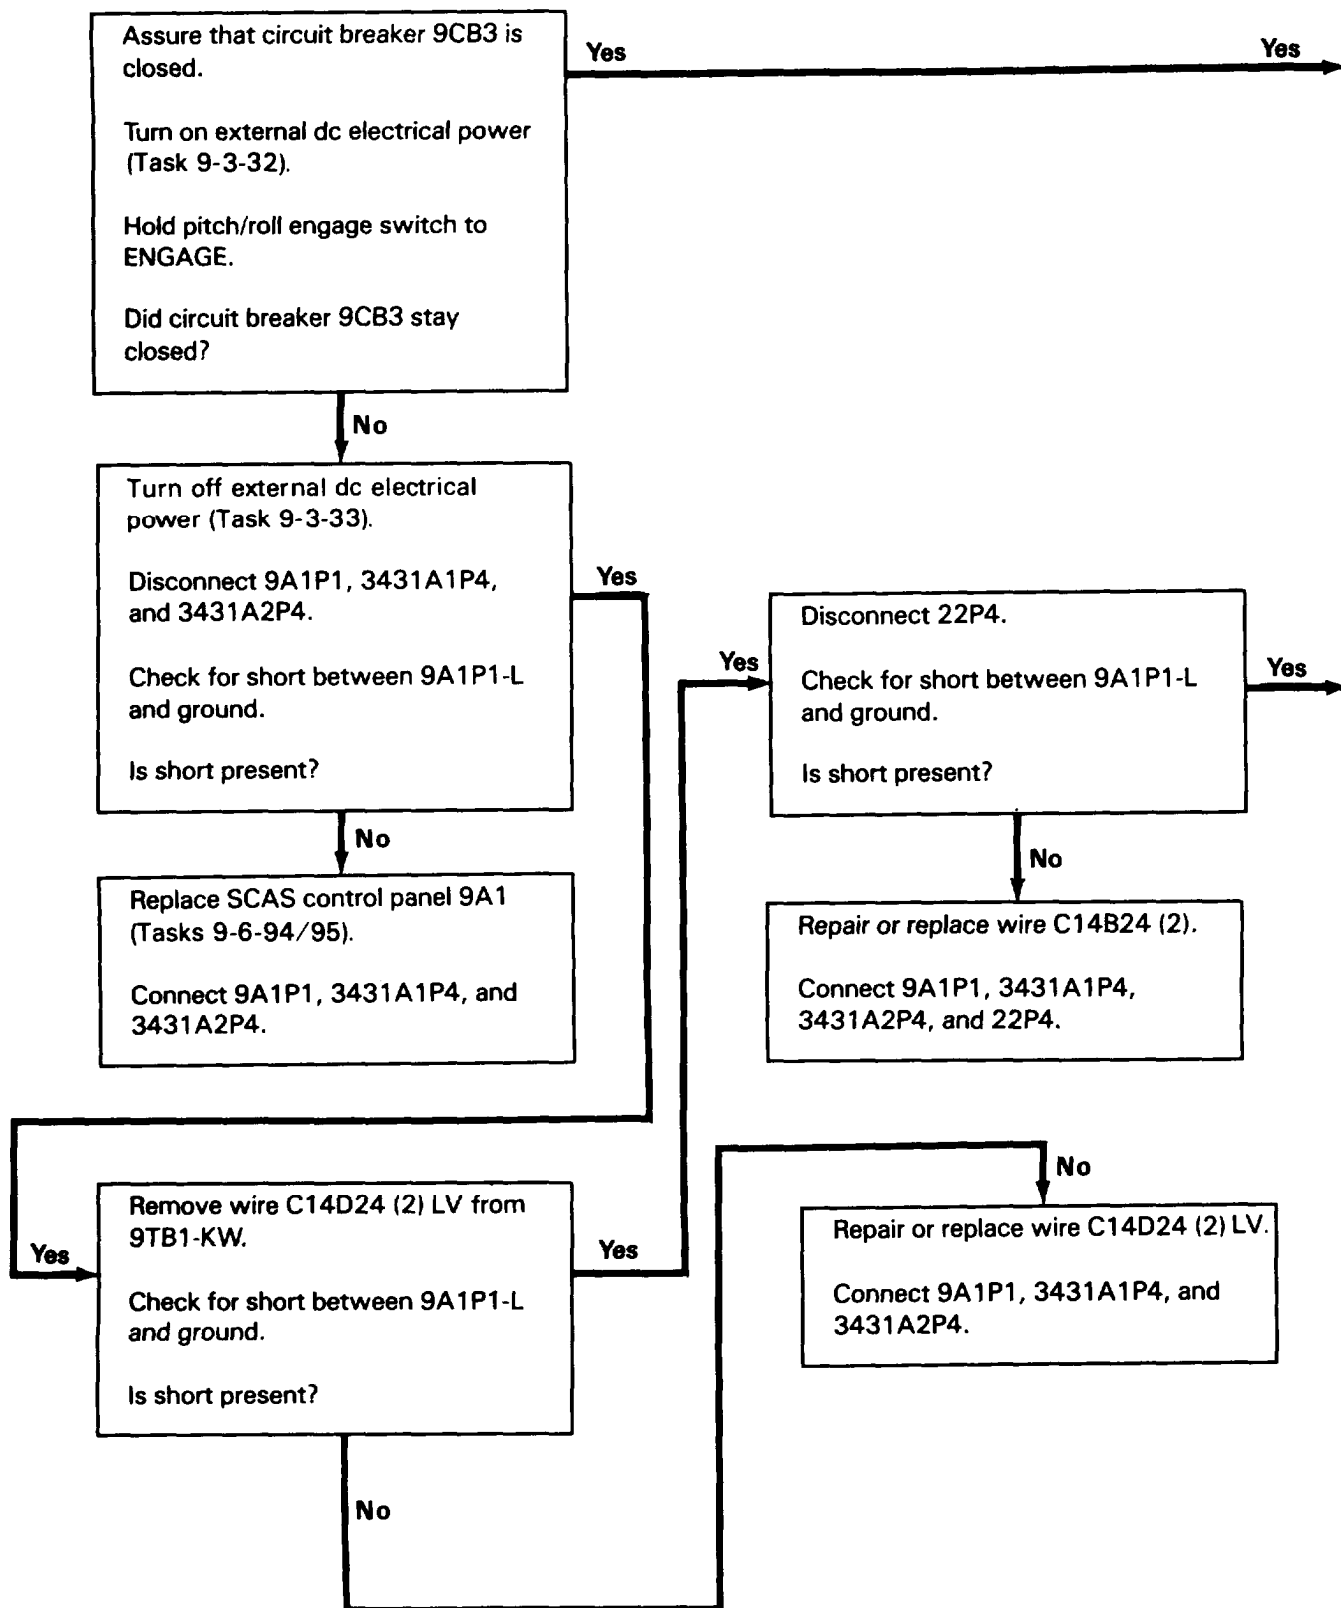 Assure that circuit breaker 9CB3 is
closed.
Turn on external dc electrical power
(Task 9-3-32).
Hold pitch/roll engage switch to
ENGAGE.
Did circuit breaker 9CB3 stay
closed?
Yes
Yes
No
Turn off external dc electrical
power (Task 9-3-33).
Disconnect 9A1P1, 3431A1P4,
and 3431A2P4.
Check for short between 9A1P1-L
and ground.
Is short present?
Yes
No
Replace SCAS control panel 9A1
(Tasks 9-6-94/95).
Connect 9A1P1, 3431A1P4, and
3431A2P4.
Yes
Remove wire C14D24 (2) LV from
9TB1-KW.
Check for short between 9A1P1-L
and ground.
Is short present?
Yes
No
Yes
Disconnect 22P4.
Check for short between 9A1P1-L
and ground.
Is short present?
Yes
No
Repair or replace wire C14B24 (2).
Connect 9A1P1, 3431A1P4,
3431A2P4, and 22P4.
No
Repair or replace wire C14D24 (2) LV.
Connect 9A1P1, 3431A1P4, and
3431A2P4.